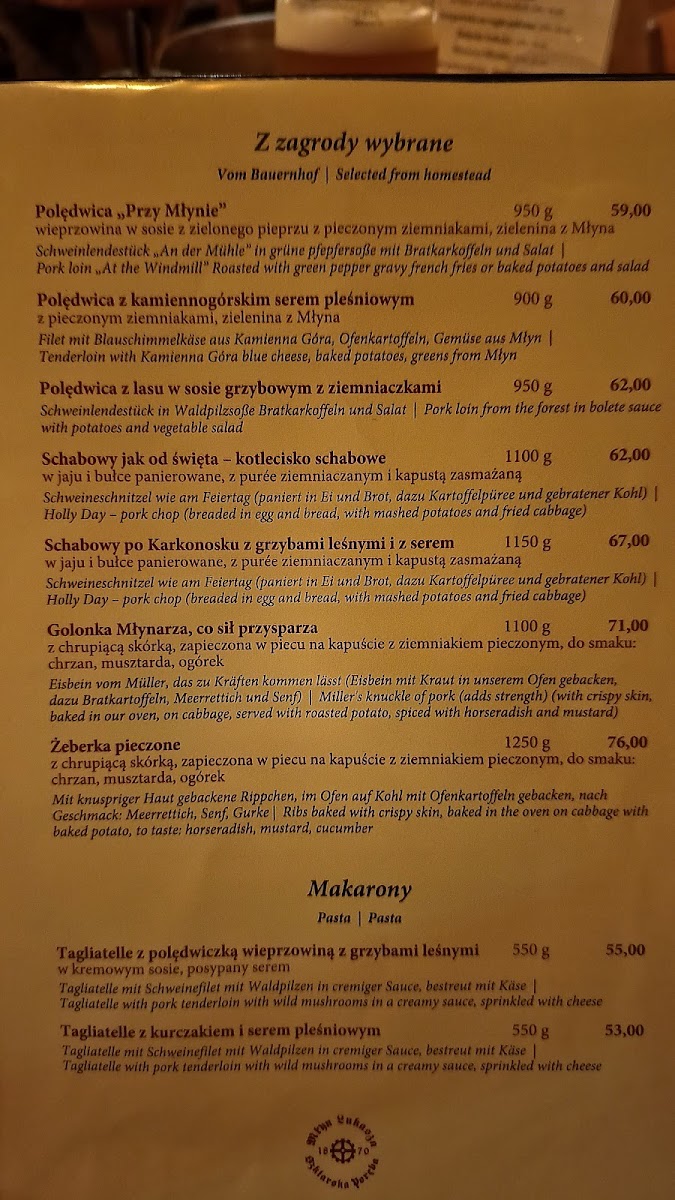 Z zagrody wybrane
Vom Bauernhof | Selected from homestead
Polędwica „Przy Młynie” 950 g 59,00
wieprzowina w sosie z zielonego pieprzu z pieczonym ziemniakami, zielenina z Młyna
Schweinlendestück „An der Mühle” in grüne pfepfersoße mit Bratkarkoffeln und Salat |
Pork loin „At the Windmill” Roasted with green pepper gravy french fries or baked potatoes and salad
Polędwica z kamiennogórskim serem pleśniowym 900 g 60,00
z pieczonym ziemniakami, zielenina z Młyna
Filet mit Blauschimmelkäse aus Kamienna Góra, Ofenkartoffeln, Gemüse aus Młyn |
Tenderloin with Kamienna Góra blue cheese, baked potatoes, greens from Młyn
Polędwica z lasu w sosie grzybowym z ziemniaczkami 950 g 62,00
Schweinlendestück in Waldpilzsoße Bratkarkoffeln und Salat | Pork loin from the forest in bolete sauce
with potatoes and vegetable salad
Schabowy jak od święta – kotlecisko schabowe 1100 g 62,00
w jaju i bułce panierowane, z purée ziemniaczanym i kapustą zasmażaną
Schweineschnitzel wie am Feiertag (paniert in Ei und Brot, dazu Kartoffelpüree und gebratener Kohl) |
Holly Day – pork chop (breaded in egg and bread, with mashed potatoes and fried cabbage)
Schabowy po Karkonosku z grzybami leśnymi i z serem 1150 g 67,00
w jaju i bułce panierowane, z purée ziemniaczanym i kapustą zasmażaną
Schweineschnitzel wie am Feiertag (paniert in Ei und Brot, dazu Kartoffelpüree und gebratener Kohl) |
Holly Day – pork chop (breaded in egg and bread, with mashed potatoes and fried cabbage)
Golonka Młynarza, co sił przysparza 1100 g 71,00
z chrupiącą skórką, zapieczona w piecu na kapuście z ziemniakiem pieczonym, do smaku:
chrzan, musztarda, ogórek
Eisbein vom Müller, das zu Kräften kommen lässt (Eisbein mit Kraut in unserem Ofen gebacken,
dazu Bratkartoffeln, Meerrettich und Senf) | Miller's knuckle of pork (adds strength) (with crispy skin,
baked in our oven, on cabbage, served with roasted potato, spiced with horseradish and mustard)
Żeberka pieczone 1250 g 76,00
z chrupiącą skórką, zapieczona w piecu na kapuście z ziemniakiem pieczonym, do smaku:
chrzan, musztarda, ogórek
Mit knuspriger Haut gebackene Rippchen, im Ofen auf Kohl mit Ofenkartoffeln gebacken, nach
Geschmack: Meerrettich, Senf, Gurke | Ribs baked with crispy skin, baked in the oven on cabbage with
baked potato, to taste: horseradish, mustard, cucumber
Makarony
Pasta | Pasta
Tagliatelle z polędwiczką wieprzowiną z grzybami leśnymi 550 g 55,00
w kremowym sosie, posypany serem
Tagliatelle mit Schweinefilet mit Waldpilzen in cremiger Sauce, bestreut mit Käse |
Tagliatelle with pork tenderloin with wild mushrooms in a creamy sauce, sprinkled with cheese
Tagliatelle z kurczakiem i serem pleśniowym 550 g 53,00
Tagliatelle mit Schweinefilet mit Waldpilzen in cremiger Sauce, bestreut mit Käse |
Tagliatelle with pork tenderloin with wild mushrooms in a creamy sauce, sprinkled with cheese
Młyn Łukasza
18 70
Szklarska Poręba